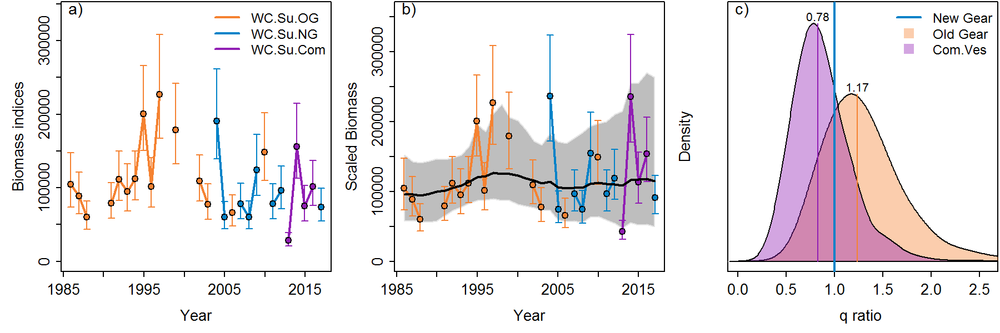 a)
WC.Su.OG
WC.Su.NG
WC.Su.Com
Biomass indices
0
100000
200000
300000
1985
1995
2005
2015
Year
b)
Scaled Biomass
0
100000
200000
300000
1985
1995
2005
2015
Year
c)
0.78
1.17
New Gear
Old Gear
Com.Ves
Density
0.0
0.5
1.0
1.5
2.0
2.5
q ratio